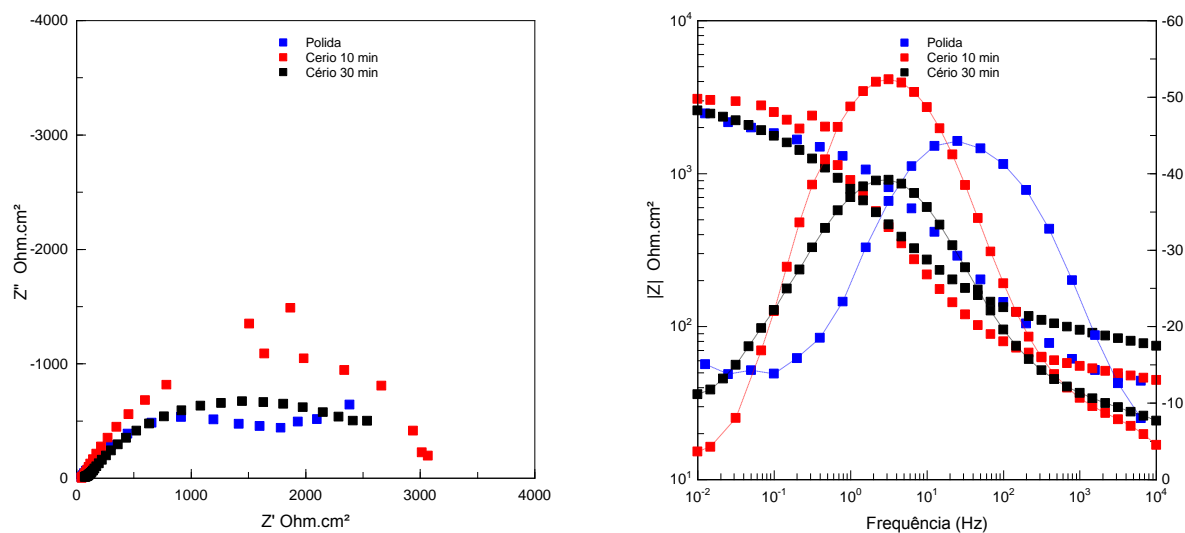 -4000
-3000
-2000
-1000
0
Z'' Ohm.cm²
0 1000 2000 3000 4000
Z' Ohm.cm²
Polida
Cerio 10 min
Cério 30 min
10⁴
10³
10²
10¹
|Z| Ohm.cm²
-60
-50
-40
-30
-20
-10
0
10⁻² 10⁻¹ 10⁰ 10¹ 10² 10³ 10⁴
Frequência (Hz)
Polida
Cerio 10 min
Cério 30 min